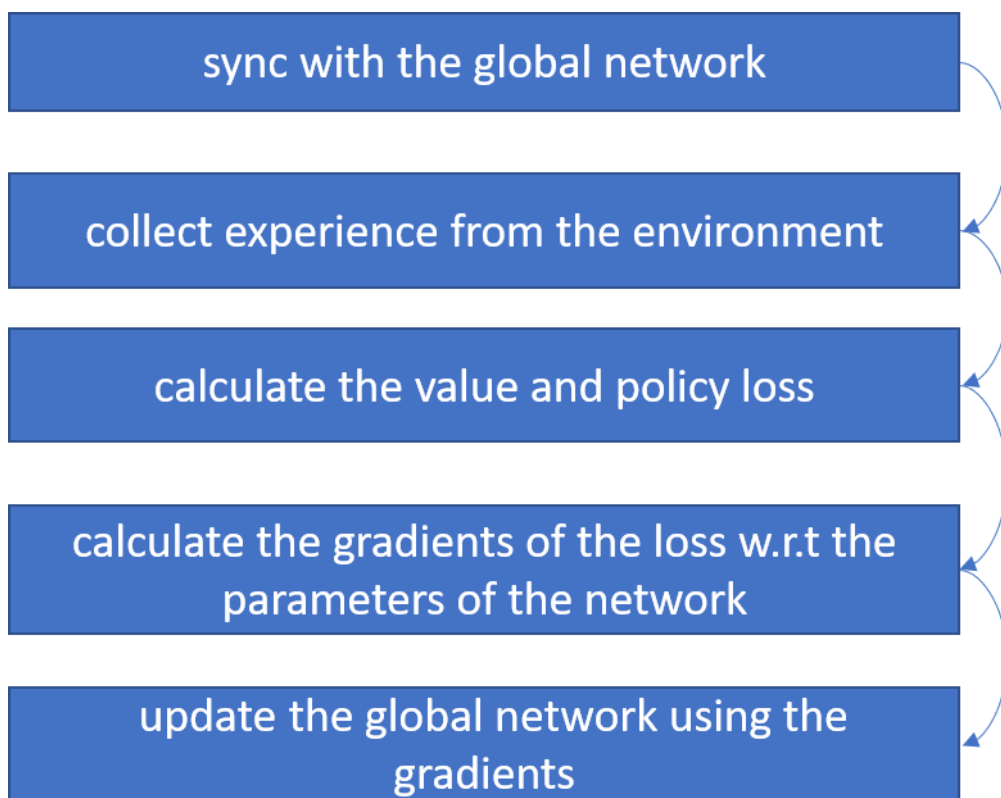 sync with the global network
collect experience from the environment
calculate the value and policy loss
calculate the gradients of the loss w.r.t the
parameters of the network
update the global network using the
gradients